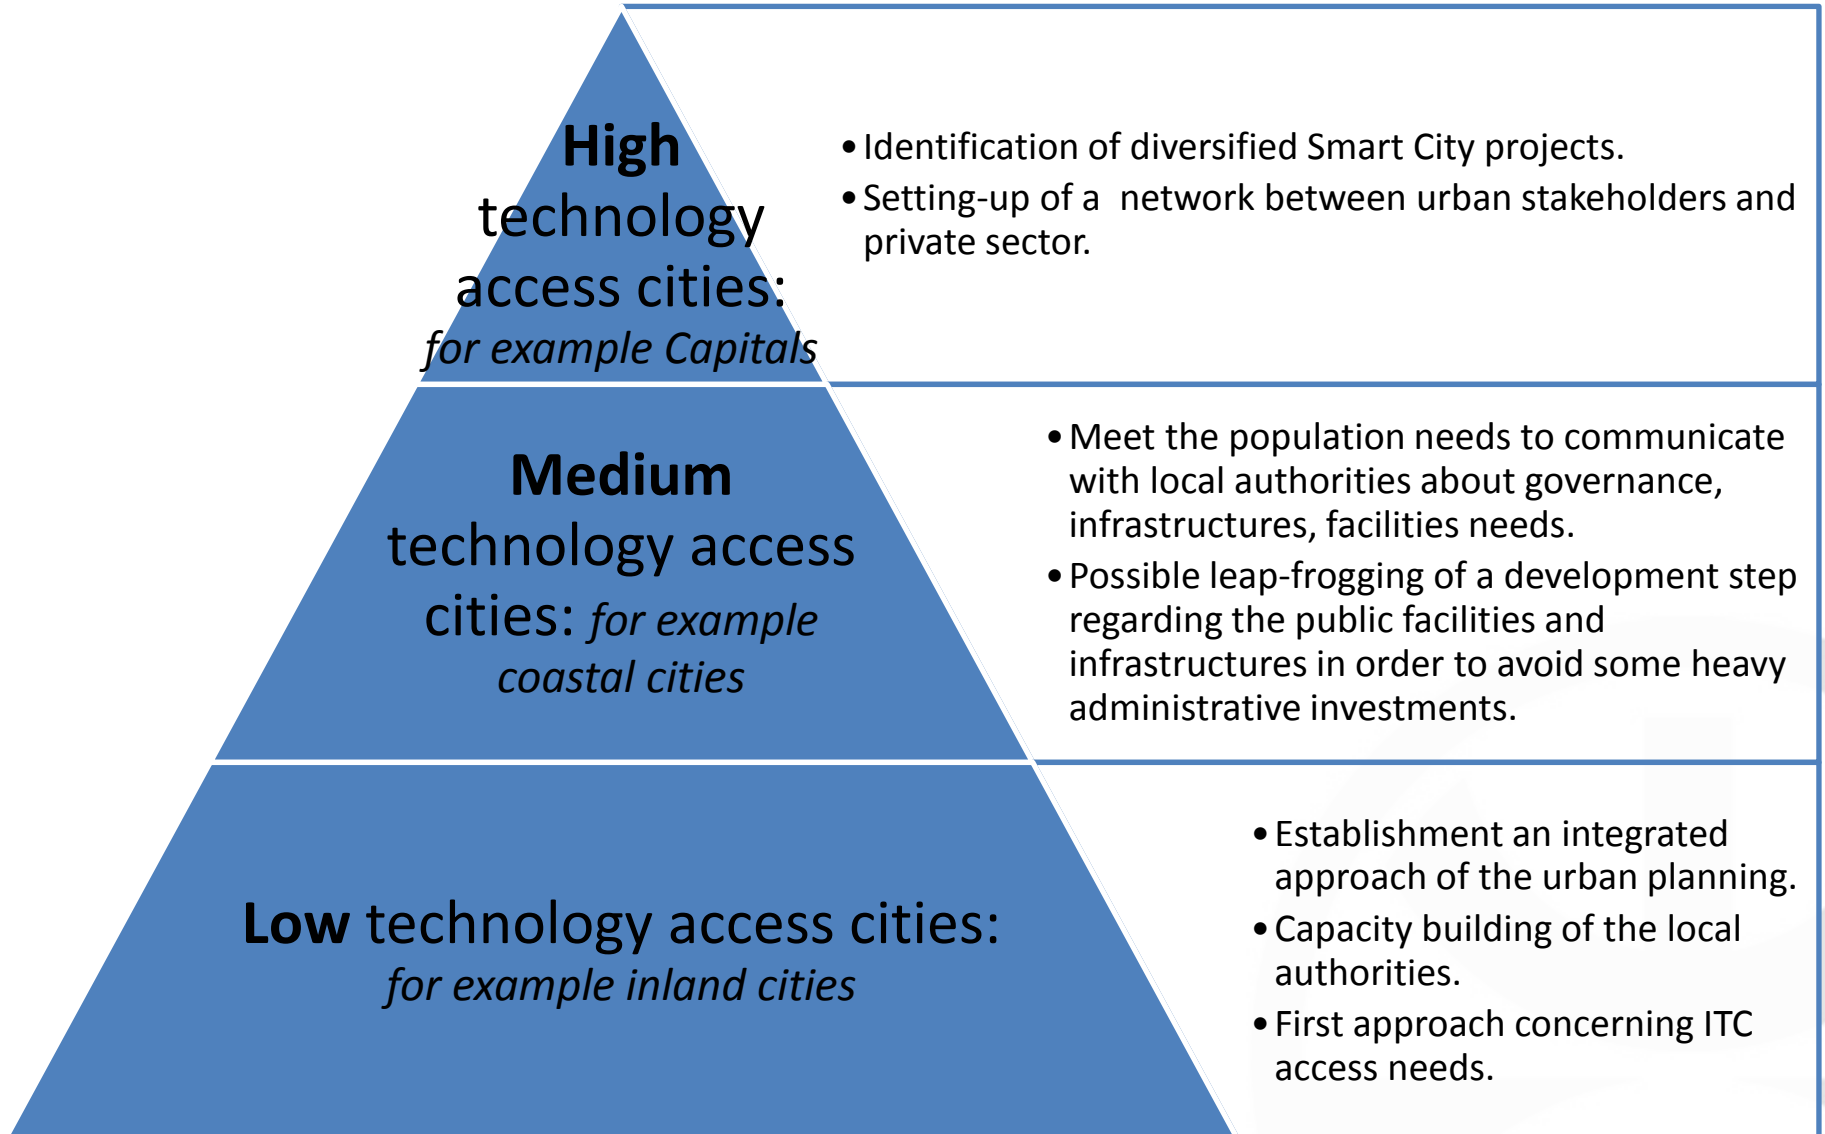 High
technology
access cities:
for example Capitals
• Identification of diversified Smart City projects.
• Setting-up of a  network between urban stakeholders and
private sector.
Medium
technology access
cities: for example
coastal cities
• Meet the population needs to communicate
with local authorities about governance,
infrastructures, facilities needs.
• Possible leap-frogging of a development step
regarding the public facilities and
infrastructures in order to avoid some heavy
administrative investments.
Low technology access cities:
for example inland cities
• Establishment an integrated
approach of the urban planning.
• Capacity building of the local
authorities.
• First approach concerning ITC
access needs.